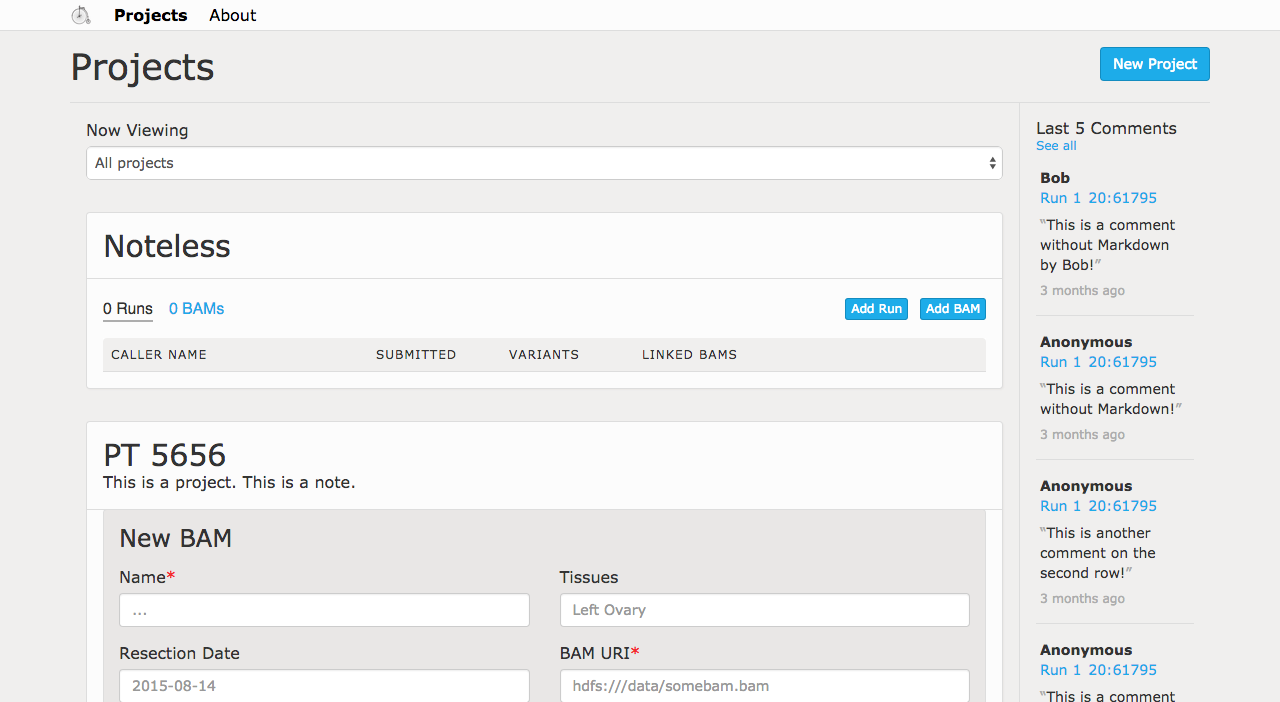 Projects About
Projects
New Project
Now Viewing
All projects
Noteless
0 Runs 0 BAMs
Add Run Add BAM
CALLER NAME SUBMITTED VARIANTS LINKED BAMS
PT 5656
This is a project. This is a note.
New BAM
Name* Tissues
... Left Ovary
Resection Date BAM URI*
2015-08-14 hdfs:///data/somebam.bam
Last 5 Comments
See all
Bob
Run 1 20:61795
“This is a comment
without Markdown
by Bob!”
3 months ago
Anonymous
Run 1 20:61795
“This is a comment
without Markdown!”
3 months ago
Anonymous
Run 1 20:61795
“This is another
comment on the
second row!”
3 months ago
Anonymous
Run 1 20:61795
“This is a comment